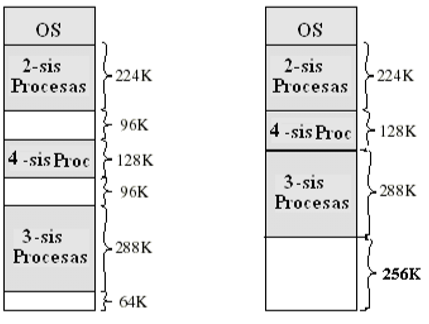 OS
2-sis
Procesas
224K
96K
4 -sis Proc
128K
96K
3-sis
Procesas
288K
64K
OS
2-sis
Procesas
224K
4 -sis Proc
128K
3-sis
Procesas
288K
256K